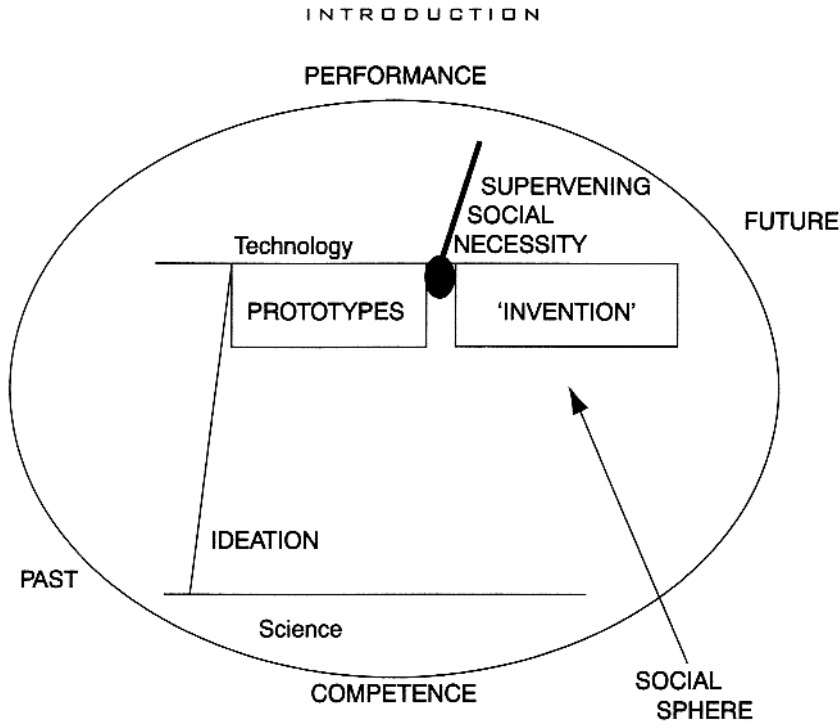 INTRODUCTION
PERFORMANCE
SUPERVENING
SOCIAL
NECESSITY
FUTURE
Technology
PROTOTYPES
‘INVENTION’
IDEATION
PAST
Science
COMPETENCE
SOCIAL
SPHERE